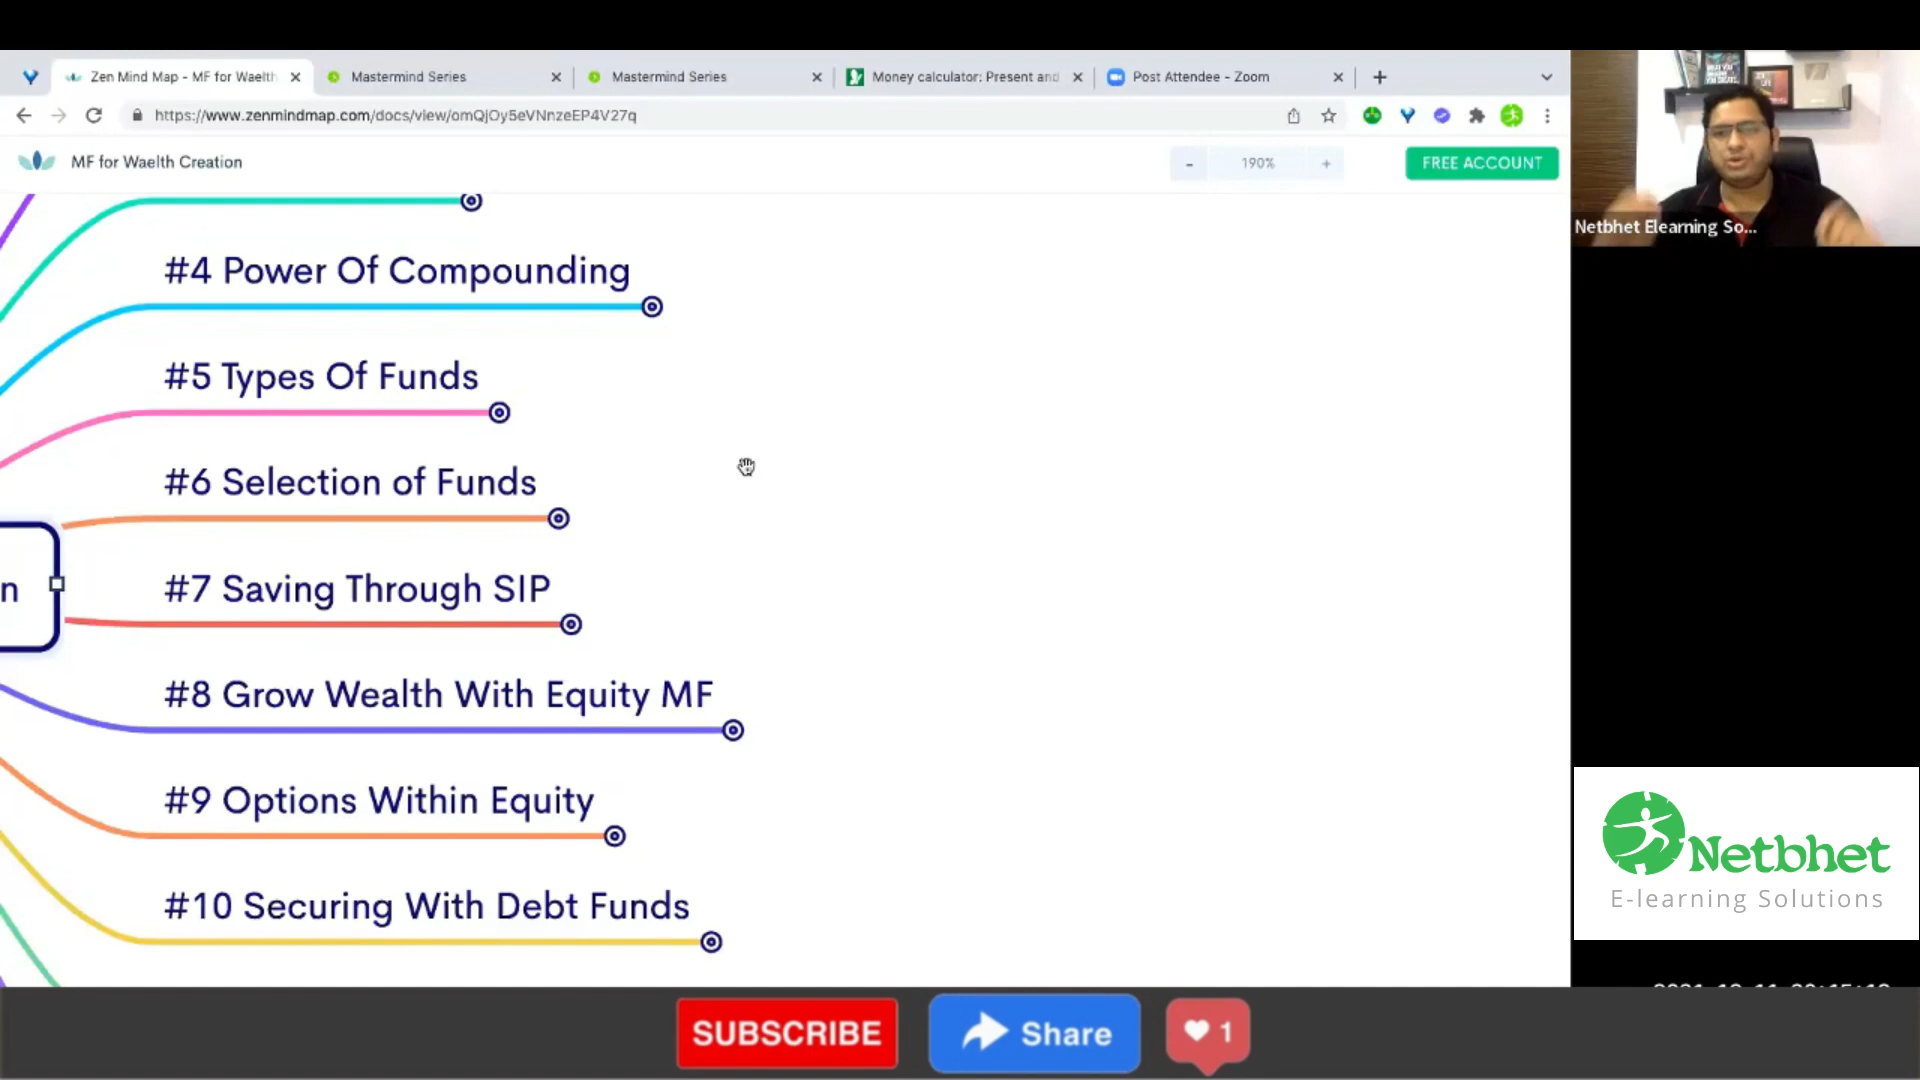 Zen Mind Map - MF for Waelth
Mastermind Series
Mastermind Series
Money calculator: Present and
Post Attendee - Zoom
https://www.zenmindmap.com/docs/view/omQjOy5eVNnzeEP4V27q
MF for Waelth Creation
-
190%
+
FREE ACCOUNT
#4 Power Of Compounding
#5 Types Of Funds
#6 Selection of Funds
#7 Saving Through SIP
n
#8 Grow Wealth With Equity MF
#9 Options Within Equity
#10 Securing With Debt Funds
Netbhet Elearning So...
Netbhet
E-learning Solutions
SUBSCRIBE
Share
1